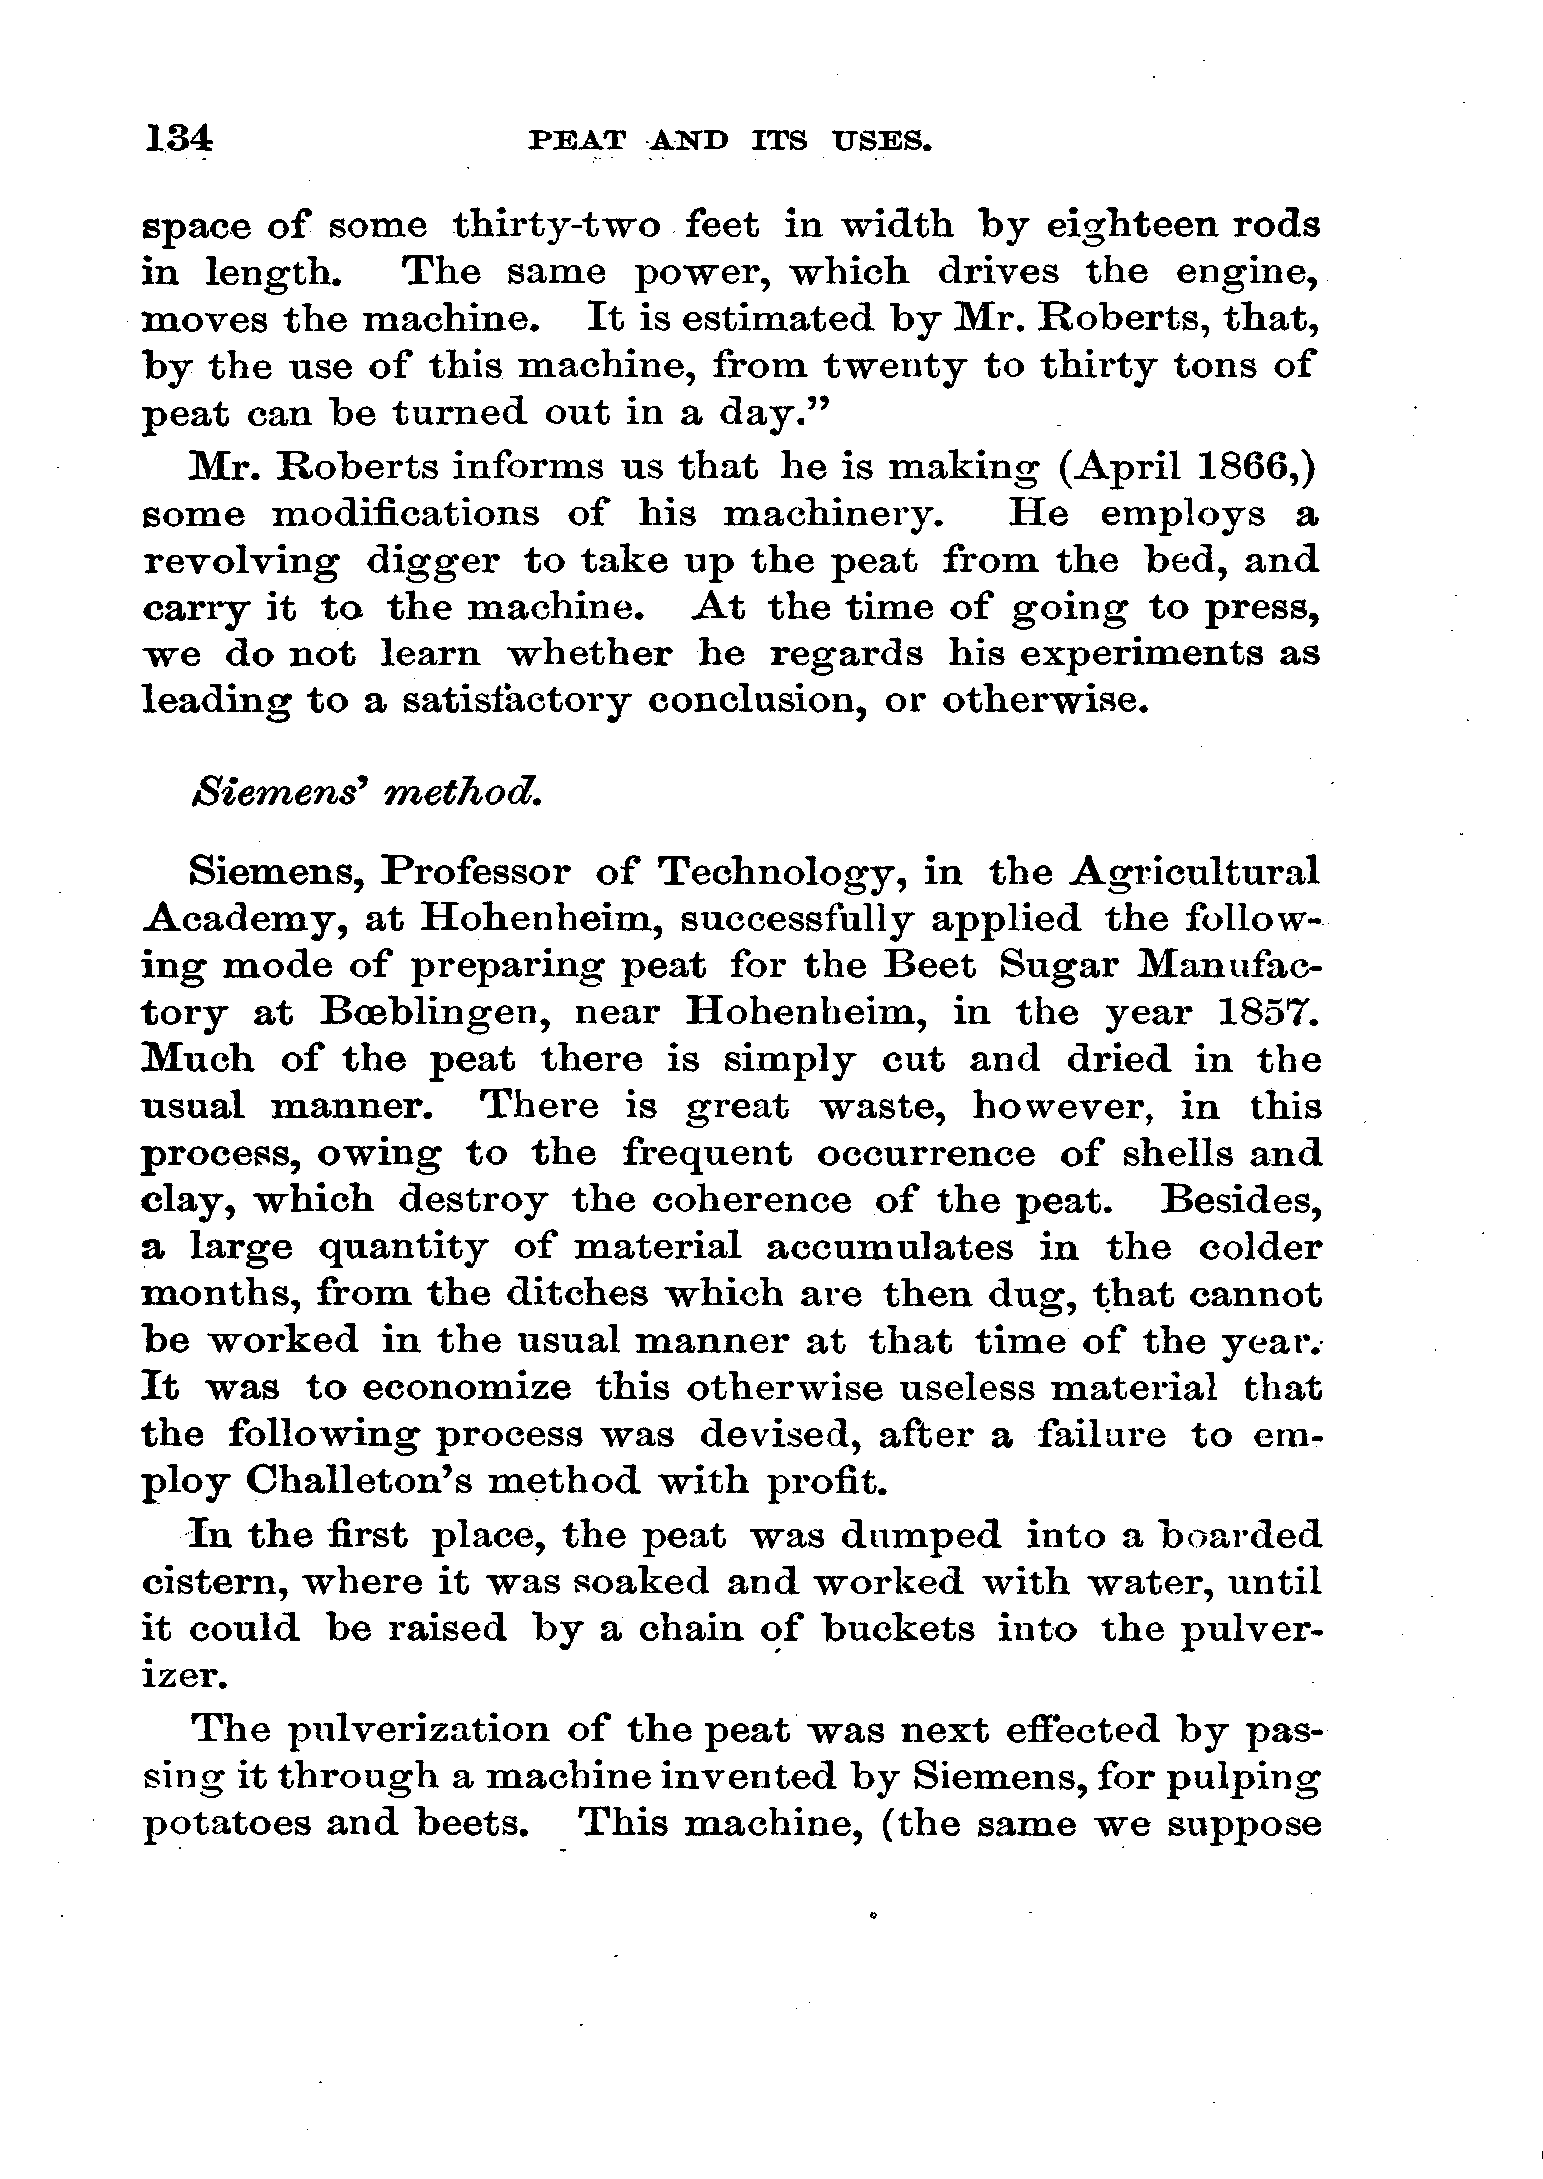 134 PEAT AND ITS USES.
space of some thirty-two feet in width by eighteen rods
in length. The same power, which drives the engine,
moves the machine. It is estimated by Mr. Roberts, that,
by the use of this machine, from twenty to thirty tons of
peat can be turned out in a day.”
Mr. Roberts informs us that he is making (April 1866,)
some modifications of his machinery. He employs a
revolving digger to take up the peat from the bed, and
carry it to the machine. At the time of going to press,
we do not learn whether he regards his experiments as
leading to a satisfactory conclusion, or otherwise.
Siemens’ method.
Siemens, Professor of Technology, in the Agricultural
Academy, at Hohenheim, successfully applied the follow-
ing mode of preparing peat for the Beet Sugar Manufac-
tory at Bœblingen, near Hohenheim, in the year 1857.
Much of the peat there is simply cut and dried in the
usual manner. There is great waste, however, in this
process, owing to the frequent occurrence of shells and
clay, which destroy the coherence of the peat. Besides,
a large quantity of material accumulates in the colder
months, from the ditches which are then dug, that cannot
be worked in the usual manner at that time of the year.
It was to economize this otherwise useless material that
the following process was devised, after a failure to em-
ploy Challeton’s method with profit.
In the first place, the peat was dumped into a boarded
cistern, where it was soaked and worked with water, until
it could be raised by a chain of buckets into the pulver-
izer.
The pulverization of the peat was next effected by pas-
sing it through a machine invented by Siemens, for pulping
potatoes and beets. This machine, (the same we suppose